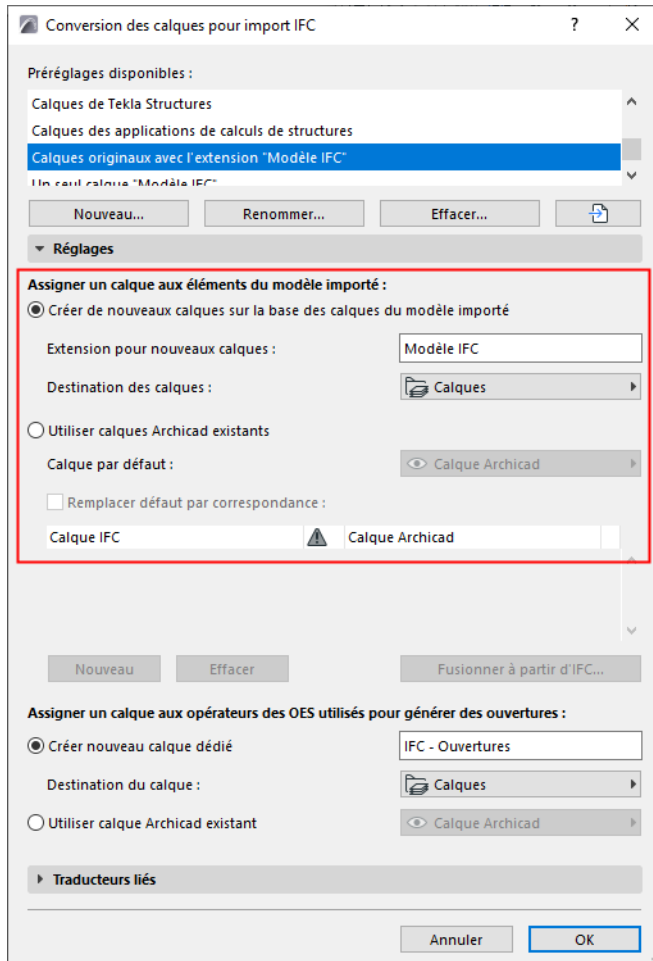 Conversion des calques pour import IFC
Préréglages disponibles :
Calques de Tekla Structures
Calques des applications de calculs de structures
Calques originaux avec l'extension "Modèle IFC"
Un seul calque "Modèle IFC"
Nouveau... Renommer... Effacer...
Réglages
Assigner un calque aux éléments du modèle importé :
Créer de nouveaux calques sur la base des calques du modèle importé
Extension pour nouveaux calques : Modèle IFC
Destination des calques : Calques
Utiliser calques Archicad existants
Calque par défaut : Calque Archicad
Remplacer défaut par correspondance :
Calque IFC Calque Archicad
Nouveau Effacer Fusionner à partir d'IFC...
Assigner un calque aux opérateurs des OES utilisés pour générer des ouvertures :
Créer nouveau calque dédié IFC - Ouvertures
Destination du calque : Calques
Utiliser calque Archicad existant Calque Archicad
Traducteurs liés
Annuler OK